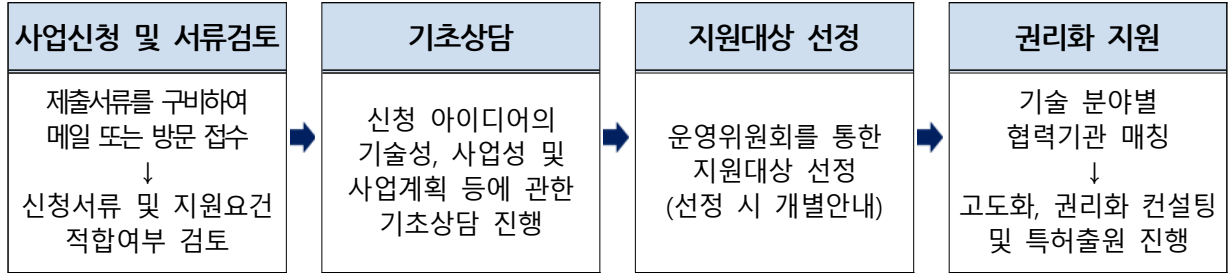 사업신청 및 서류검토
제출서류를 구비하여
메일 또는 방문 접수
↓
신청서류 및 지원요건
적합여부 검토
기초상담
신청 아이디어의
기술성, 사업성 및
사업계획 등에 관한
기초상담 진행
지원대상 선정
운영위원회를 통한
지원대상 선정
(선정 시 개별안내)
권리화 지원
기술 분야별
협력기관 매칭
↓
고도화, 권리화 컨설팅
및 특허출원 진행